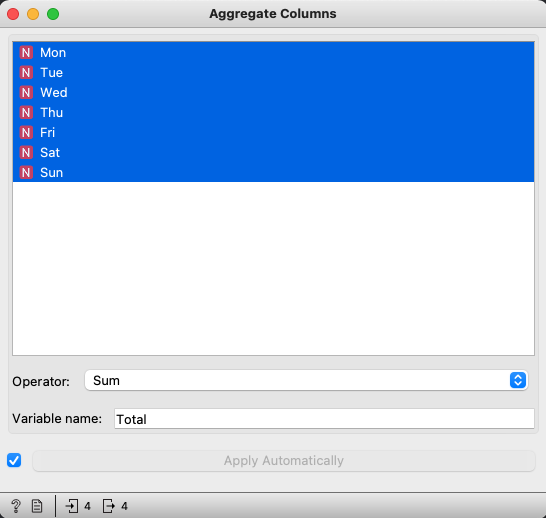 Aggregate Columns
N Mon
N Tue
N Wed
N Thu
N Fri
N Sat
N Sun
Operator: Sum
Variable name: Total
Apply Automatically
? 4 4